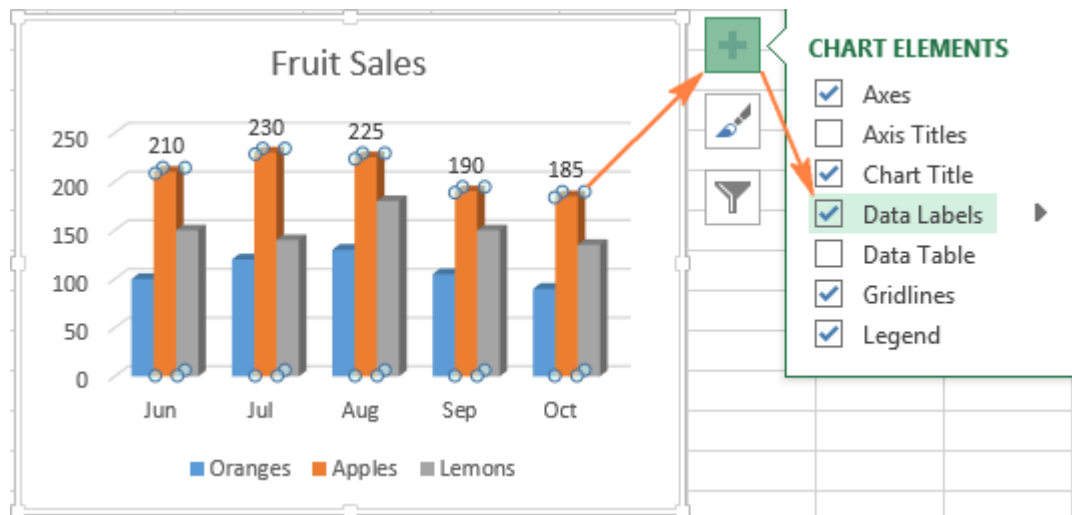 Fruit Sales
250
200
150
100
50
0
210
230
225
190
185
Jun Jul Aug Sep Oct
Oranges Apples Lemons
CHART ELEMENTS
Axes
Axis Titles
Chart Title
Data Labels
Data Table
Gridlines
Legend